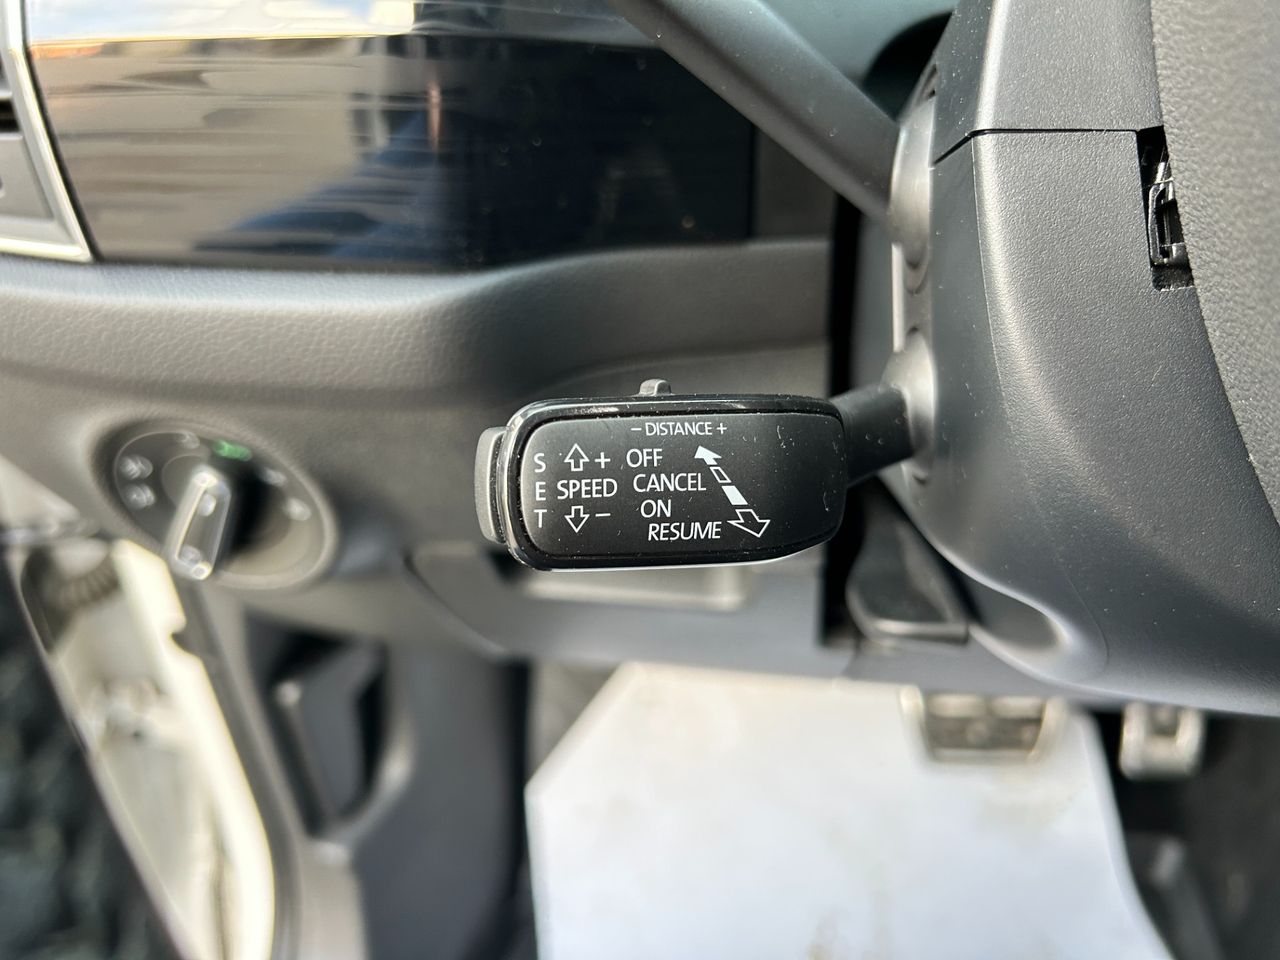 – DISTANCE +
S ⇧ + OFF
E SPEED CANCEL
T ⇩ – ON
RESUME